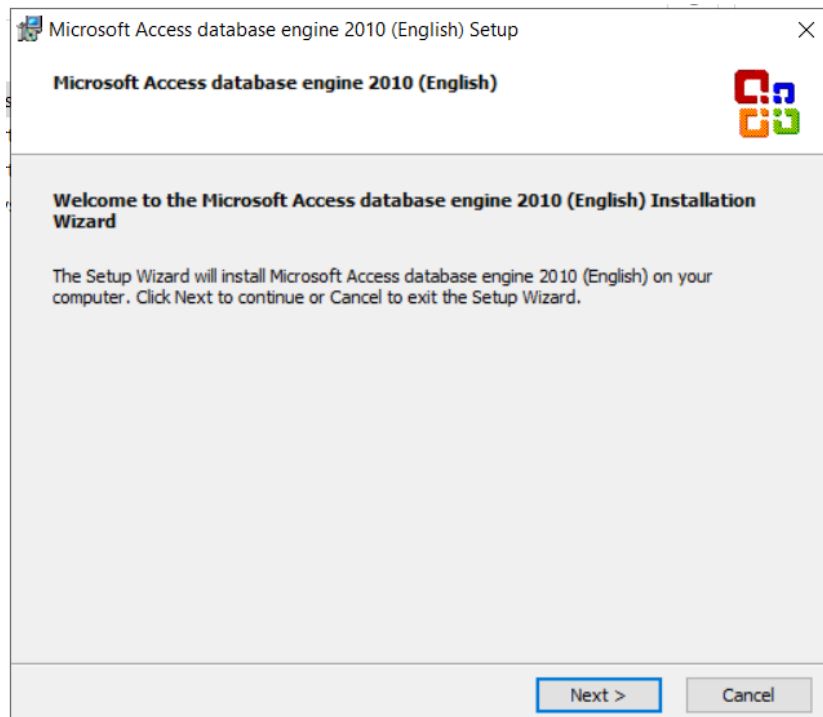 Microsoft Access database engine 2010 (English) Setup
Microsoft Access database engine 2010 (English)
Welcome to the Microsoft Access database engine 2010 (English) Installation
Wizard
The Setup Wizard will install Microsoft Access database engine 2010 (English) on your
computer. Click Next to continue or Cancel to exit the Setup Wizard.
Next >
Cancel